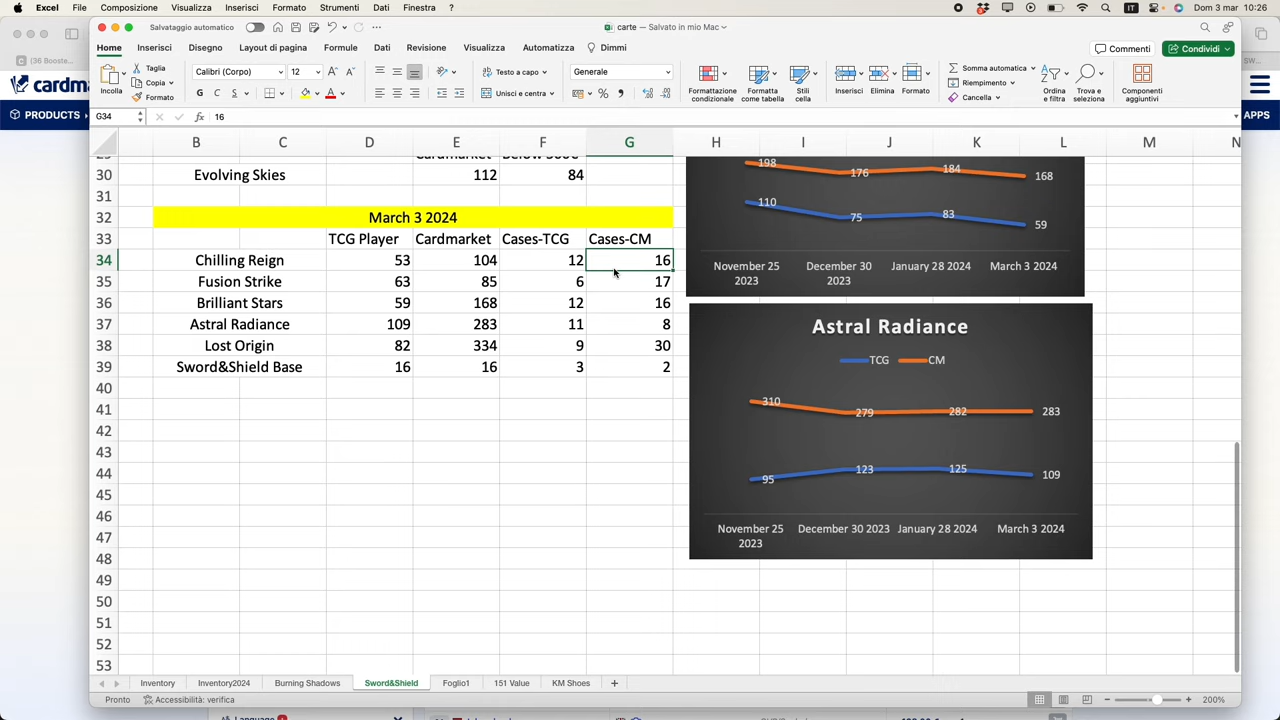 Excel File Composizione Visualizza Inserisci Formato Strumenti Dati Finestra ? Dom 3 mar 10:26
Salvataggio automatico carte — Salvato in mio Mac
Home Inserisci Disegno Layout di pagina Formule Dati Revisione Visualizza Automatizza Dimmi Commenti Condividi
Incolla Taglia Copia Formato Calibri (Corpo) 12 Testo a capo Unisci e centra Generale Formattazione condizionale Formatta come tabella Stili cella Inserisci Elimina Formato Somma automatica Riempimento Cancella Ordina e filtra Trova e seleziona Componenti aggiuntivi
(36 Booste...
cardma
PRODUCTS
APPS
G34 fx 16
B C D E F G H I J K L M N
30 Evolving Skies 112 84
31
32 March 3 2024
33 TCG Player Cardmarket Cases-TCG Cases-CM
34 Chilling Reign 53 104 12 16
35 Fusion Strike 63 85 6 17
36 Brilliant Stars 59 168 12 16
37 Astral Radiance 109 283 11 8
38 Lost Origin 82 334 9 30
39 Sword&Shield Base 16 16 3 2
40
41
42
43
44
45
46
47
48
49
50
51
52
53
198 176 184 168
110 75 83 59
November 25 2023 December 30 2023 January 28 2024 March 3 2024
Astral Radiance
TCG CM
310 279 282 283
95 123 125 109
November 25 2023 December 30 2023 January 28 2024 March 3 2024
Inventory Inventory2024 Burning Shadows Sword&Shield Foglio1 151 Value KM Shoes +
Pronto Accessibilità: verifica 200%